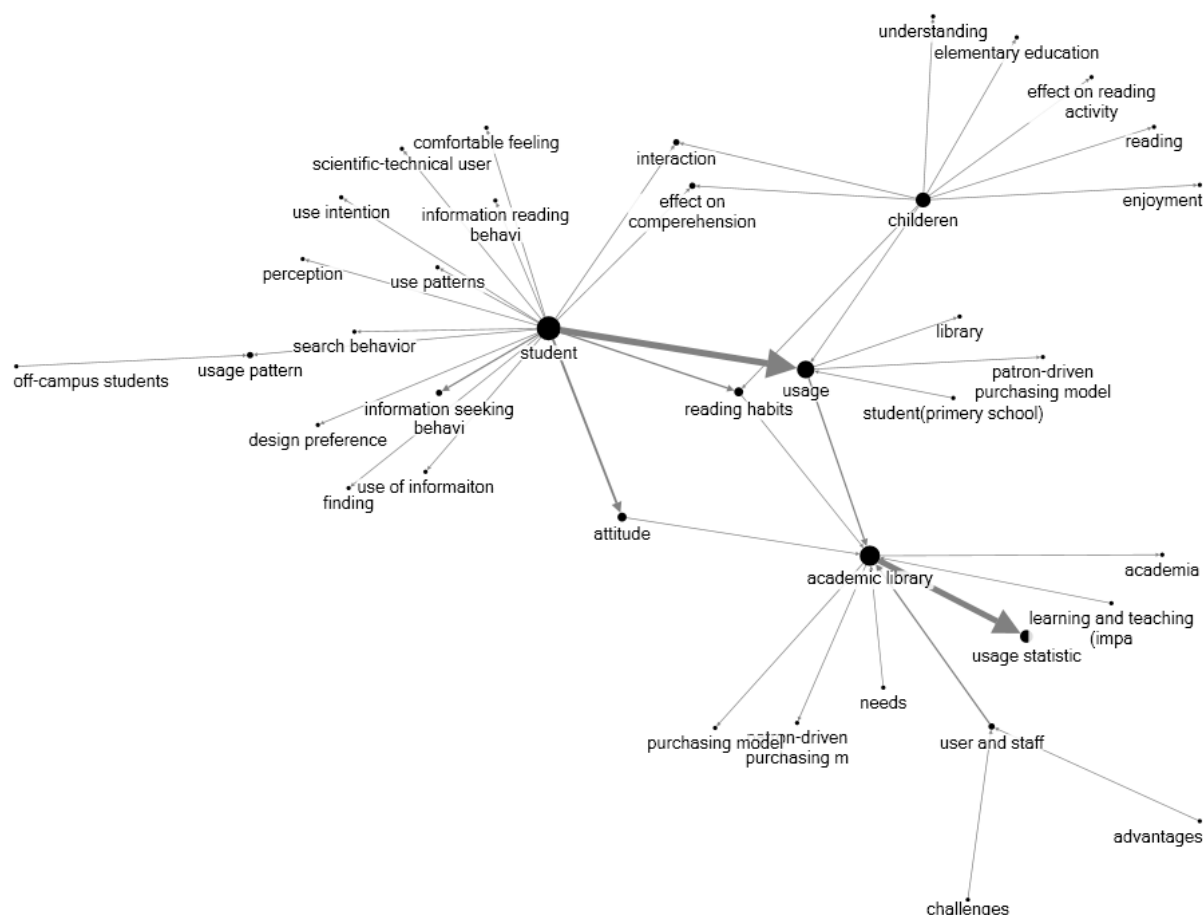 understanding
elementary education
effect on reading
activity
comfortable feeling
reading
scientific-technical user
interaction
enjoyment
effect on
comperehension
childeren
use intention
information reading
behavi
perception
use patterns
library
search behavior
student
usage pattern
off-campus students
patron-driven
purchasing model
usage
reading habits
student(primery school)
information seeking
behavi
design preference
use of informaiton
finding
attitude
academic library
academia
learning and teaching
(impa
usage statistic
needs
purchasing model
patron-driven
purchasing m
user and staff
advantages
challenges